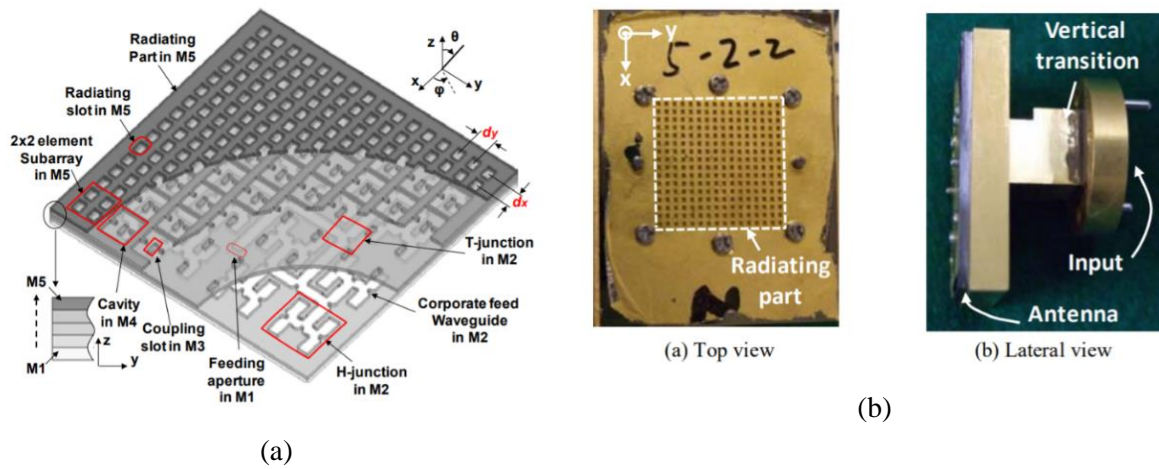 Radiating
Part in M5
Radiating
slot in M5
2x2 element
Subarray
in M5
z
θ
x
φ
y
dy
dx
M5
M1
z
y
Cavity
in M4
Coupling
slot in M3
Feeding
aperture
in M1
H-junction
in M2
Corporate feed
Waveguide
in M2
T-junction
in M2
(a)
y
x
5-2-2
Radiating
part
(a) Top view
Vertical
transition
Input
Antenna
(b) Lateral view
(b)